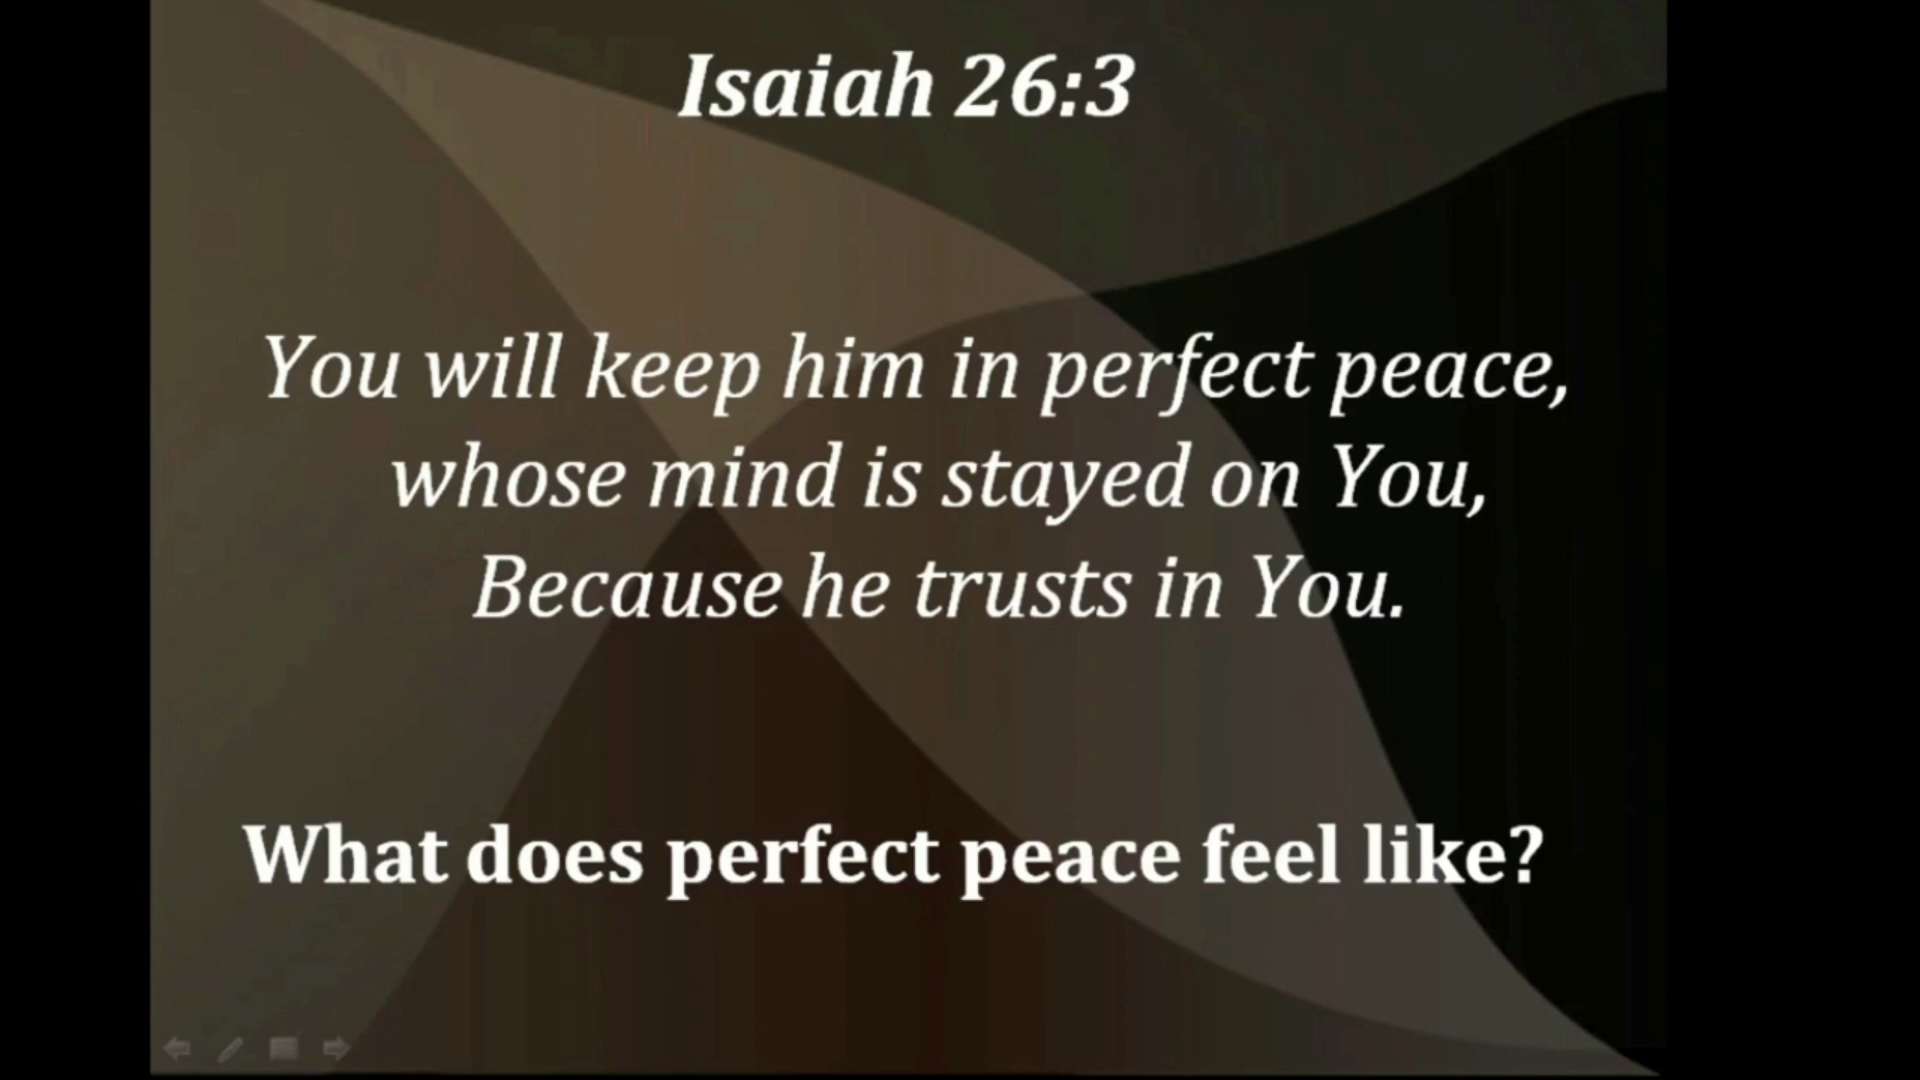 Isaiah 26:3
You will keep him in perfect peace,
whose mind is stayed on You,
Because he trusts in You.
What does perfect peace feel like?